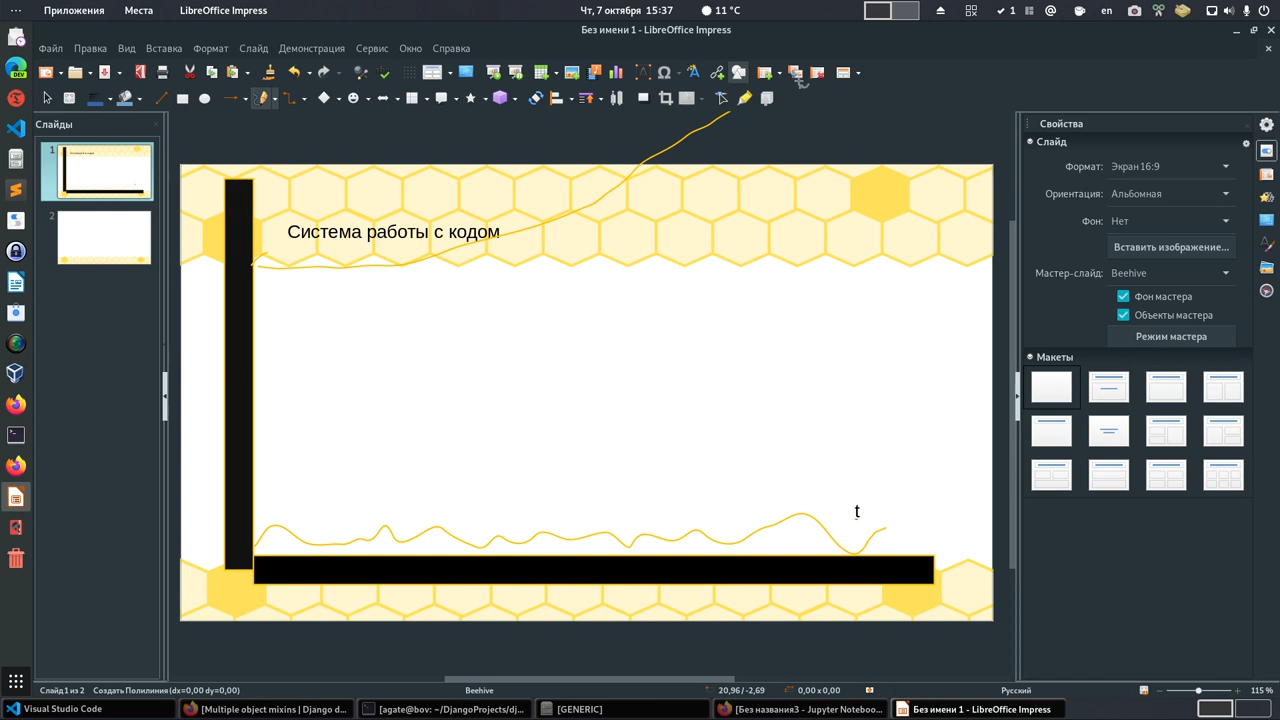 Приложения Места LibreOffice Impress Чт, 7 октября 15:37 11 °C 1 en
Без имени 1 - LibreOffice Impress
Файл Правка Вид Вставка Формат Слайд Демонстрация Сервис Окно Справка
Слайды
1
2
Система работы с кодом
t
Свойства
Слайд
Формат: Экран 16:9
Ориентация: Альбомная
Фон: Нет
Вставить изображение...
Мастер-слайд: Beehive
Фон мастера
Объекты мастера
Режим мастера
Макеты
Слайд 1 из 2 Создать Полилиния (dx=0,00 dy=0,00) Beehive 20,96 / -2,69 0,00 x 0,00 Русский 115 %
Visual Studio Code [Multiple object mixins | Django d... [agate@bov: ~/DjangoProjects/dj... [GENERIC] [Без названия3 - Jupyter Noteboo... Без имени 1 - LibreOffice Impress